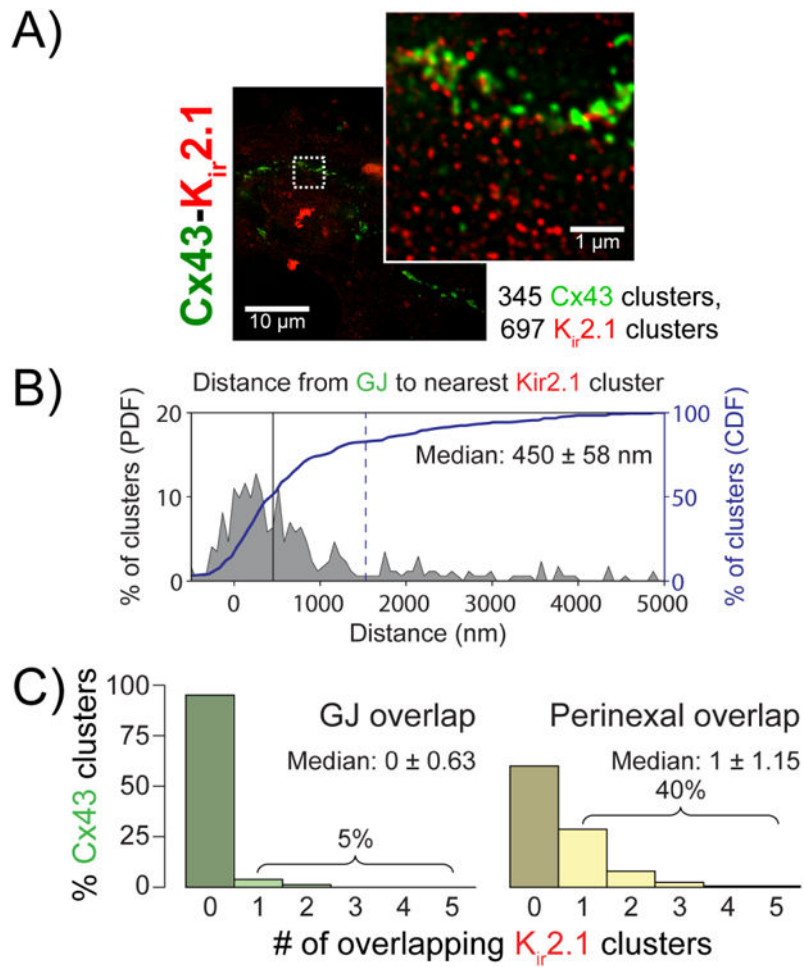 A)
Cx43-Kir2.1
10 µm
1 µm
345 Cx43 clusters,
697 Kir2.1 clusters
B)
Distance from GJ to nearest Kir2.1 cluster
% of clusters (PDF)
20
10
0
Median: 450 ± 58 nm
100
50
0
% of clusters (CDF)
0 1000 2000 3000 4000 5000
Distance (nm)
C)
% Cx43 clusters
100
75
50
25
0
GJ overlap
Median: 0 ± 0.63
5%
0 1 2 3 4 5
Perinexal overlap
Median: 1 ± 1.15
40%
0 1 2 3 4 5
# of overlapping Kir2.1 clusters